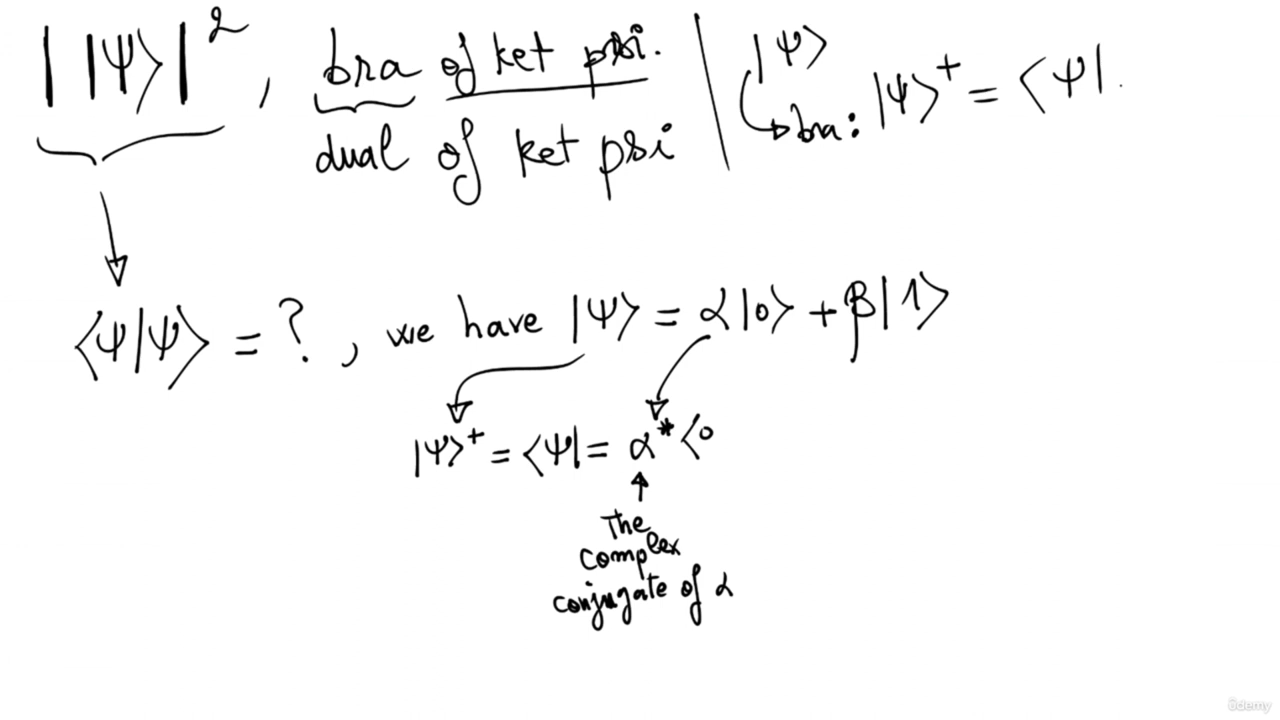 | |Ψ⟩|², bra of ket psi. | |Ψ⟩
bra: |Ψ⟩⁺ = ⟨Ψ|.
dual of ket psi
⟨Ψ|Ψ⟩ = ?, we have |Ψ⟩ = α|0⟩ + β|1⟩
|Ψ⟩⁺ = ⟨Ψ| = α* ⟨0
The
complex
conjugate of α
ûdemy